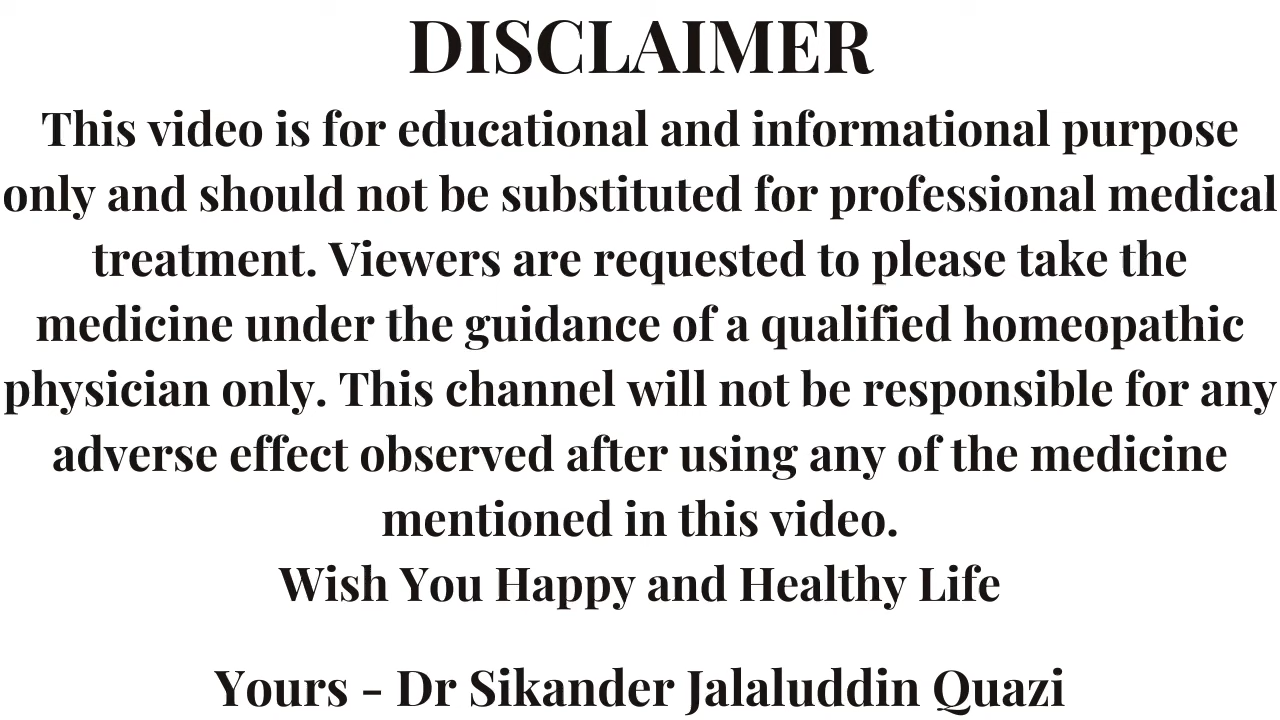 DISCLAIMER
This video is for educational and informational purpose
only and should not be substituted for professional medical
treatment. Viewers are requested to please take the
medicine under the guidance of a qualified homeopathic
physician only. This channel will not be responsible for any
adverse effect observed after using any of the medicine
mentioned in this video.
Wish You Happy and Healthy Life
Yours - Dr Sikander Jalaluddin Quazi